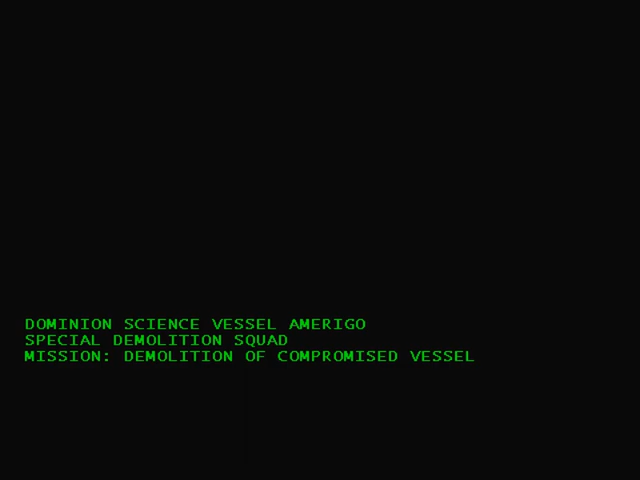 DOMINION SCIENCE VESSEL AMERIGO
SPECIAL DEMOLITION SQUAD
MISSION: DEMOLITION OF COMPROMISED VESSEL